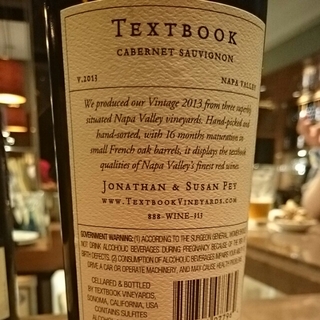 TEXTBOOK
CABERNET SAUVIGNON
V.2013 NAPA VALLEY
We produced our Vintage 2013 from three superbly
situated Napa Valley vineyards. Hand-picked and
hand-sorted, with 16 months maturation in
small French oak barrels, it displays the textbook
qualities of Napa Valley's finest red wines.
JONATHAN & SUSAN PEY
WWW.TEXTBOOKVINEYARDS.COM
888-WINE-313
GOVERNMENT WARNING: (1) ACCORDING TO THE SURGEON GENERAL, WOMEN SHOULD
NOT DRINK ALCOHOLIC BEVERAGES DURING PREGNANCY BECAUSE OF THE RISK OF
BIRTH DEFECTS. (2) CONSUMPTION OF ALCOHOLIC BEVERAGES IMPAIRS YOUR ABILITY TO
DRIVE A CAR OR OPERATE MACHINERY, AND MAY CAUSE HEALTH PROBLEMS.
CELLARED & BOTTLED
BY TEXTBOOK VINEYARDS,
SONOMA, CALIFORNIA, USA
CONTAINS SULFITES